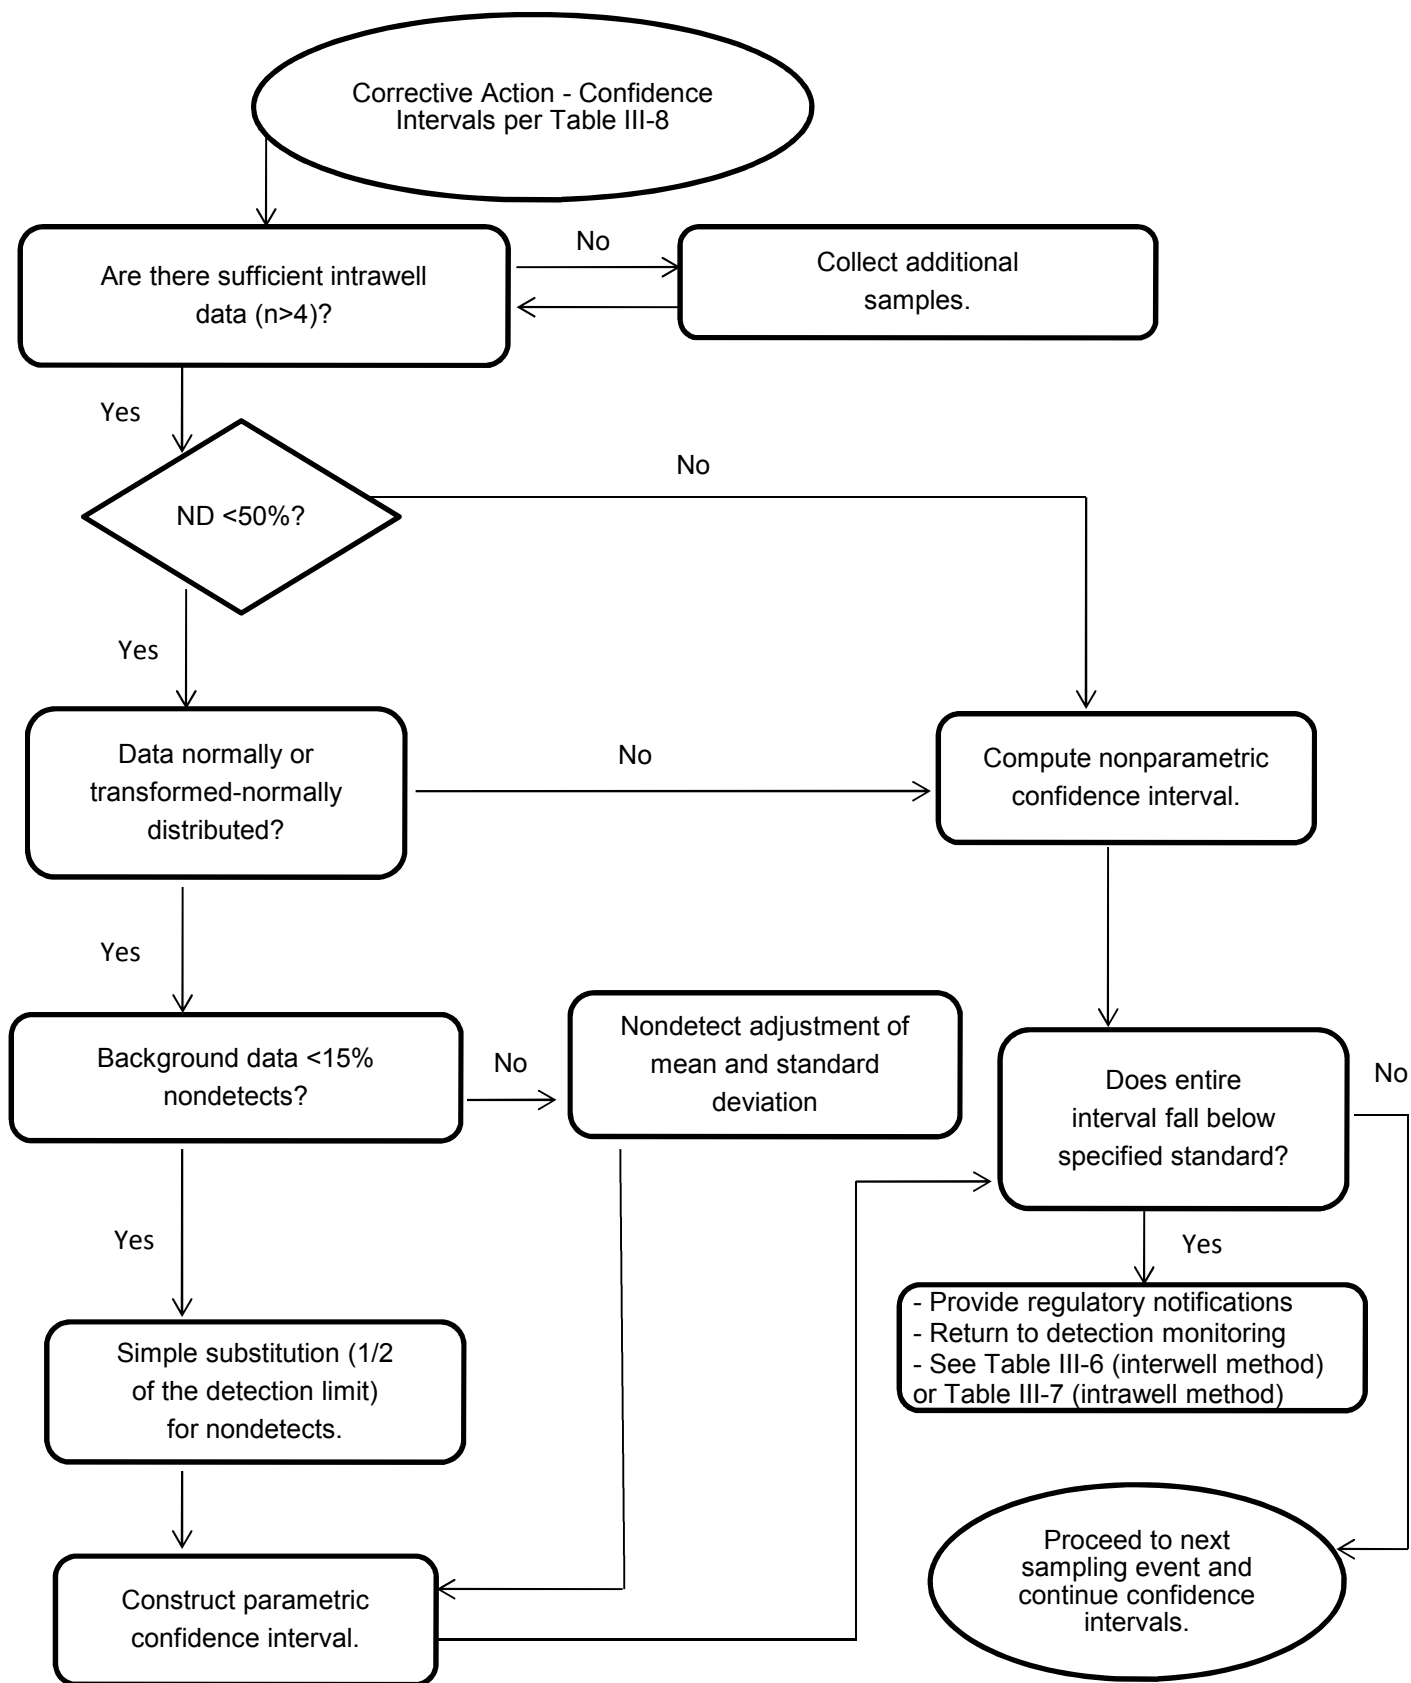 Corrective Action - Confidence
Intervals per Table III-8
Are there sufficient intrawell
data (n>4)?
No
Collect additional
samples.
Yes
ND <50%?
No
Yes
Data normally or
transformed-normally
distributed?
No
Compute nonparametric
confidence interval.
Yes
Background data <15%
nondetects?
No
Nondetect adjustment of
mean and standard
deviation
Does entire
interval fall below
specified standard?
No
Yes
Yes
- Provide regulatory notifications
- Return to detection monitoring
- See Table III-6 (interwell method)
or Table III-7 (intrawell method)
Simple substitution (1/2
of the detection limit)
for nondetects.
Construct parametric
confidence interval.
Proceed to next
sampling event and
continue confidence
intervals.